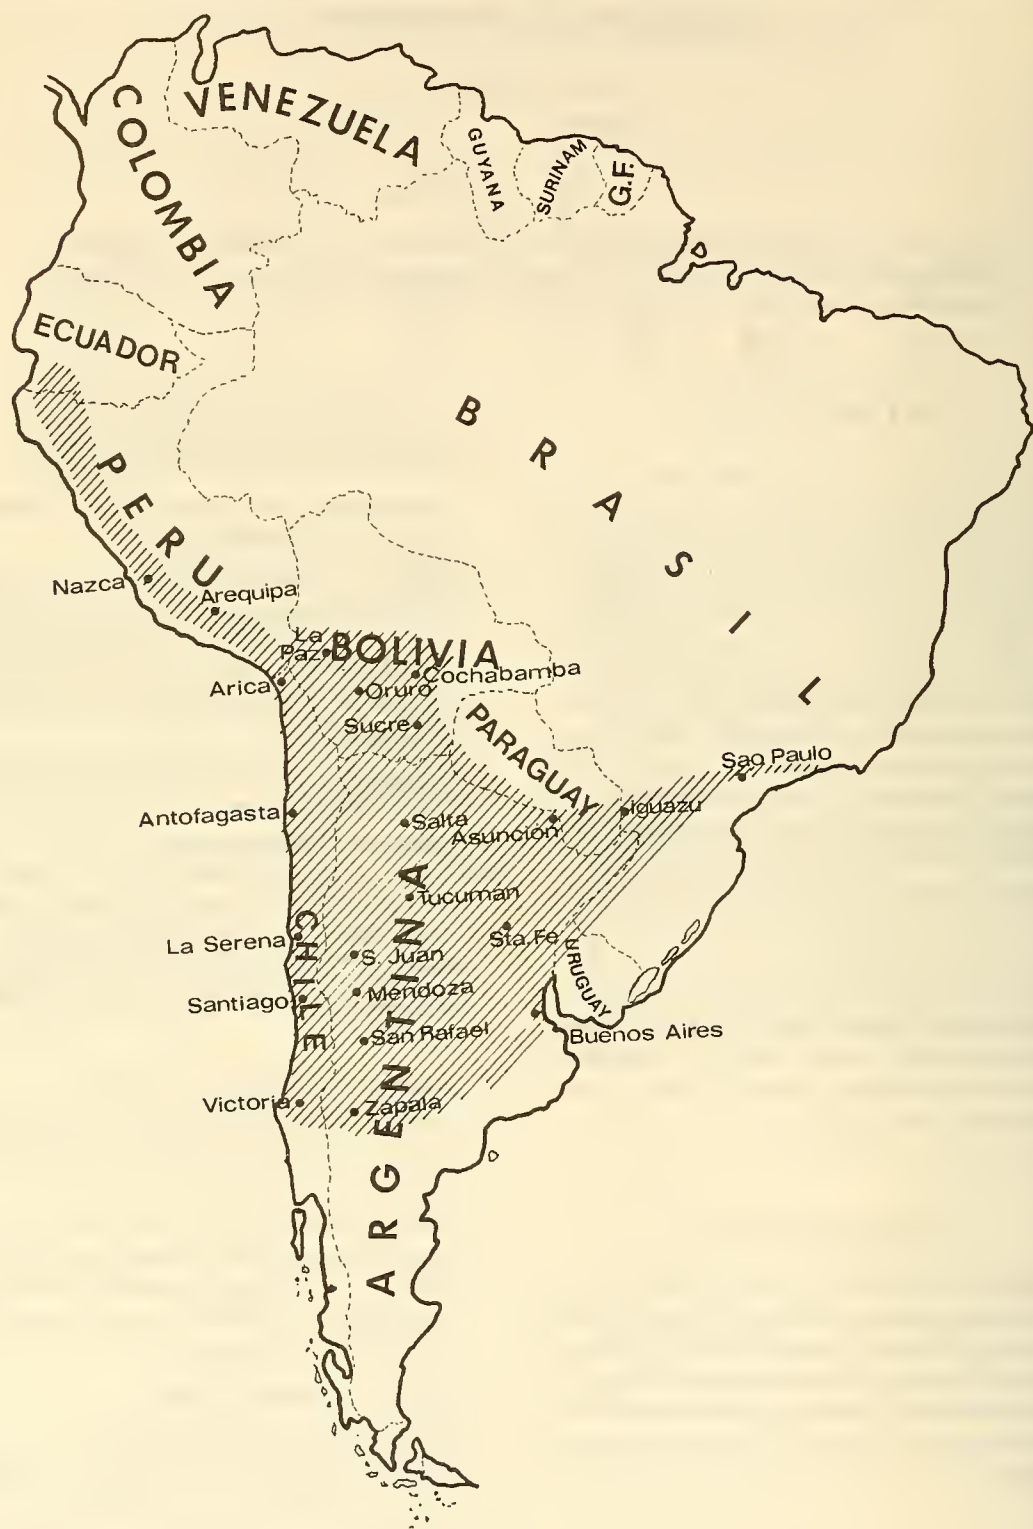 VENEZUELA
COLOMBIA
GUYANA
SURINAM
G.F.
ECUADOR
BRASIL
PERU
Nazca
Arequipa
La
Paz
BOLIVIA
Cochabamba
Arica
Oruro
Sucre
PARAGUAY
Sao Paulo
Antofagasta
Salta
Asunción
Iguazu
Tucuman
CHILE
La Serena
S. Juan
Sta. Fe
URUGUAY
Santiago
Mendoza
San Rafael
Buenos Aires
Victoria
Zapala
ARGENTINA